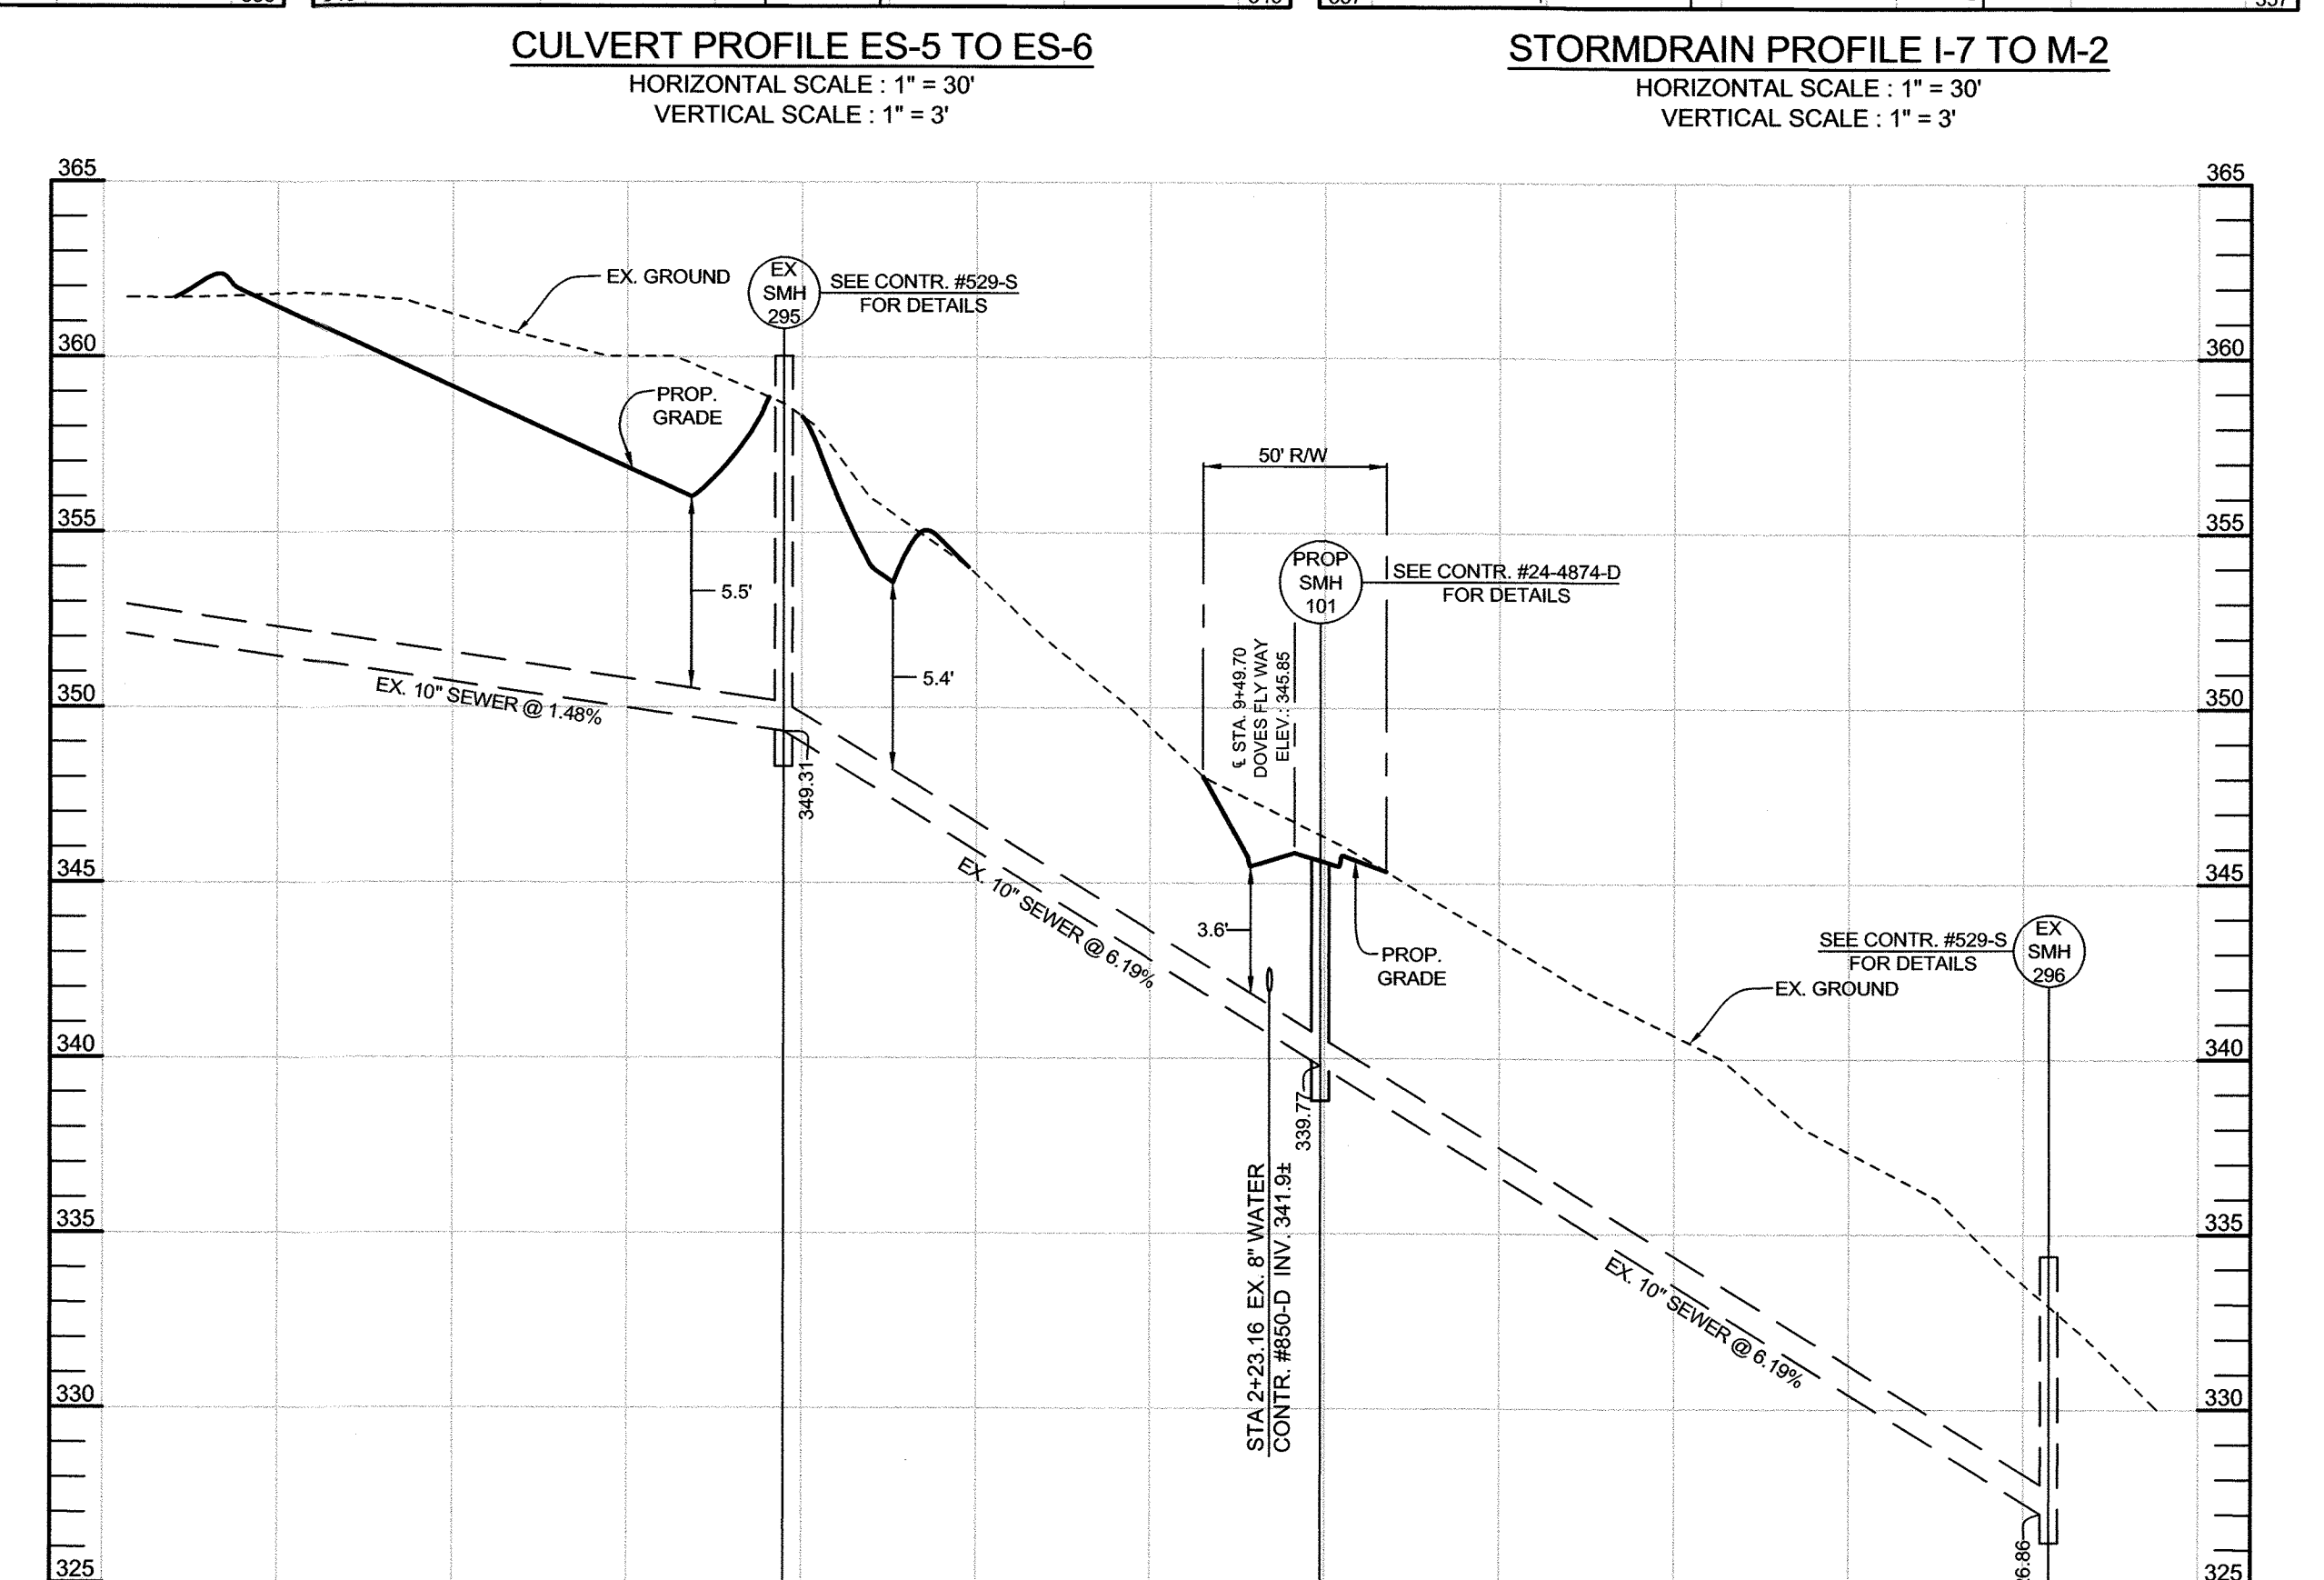 CULVERT PROFILE ES-5 TO ES-6
HORIZONTAL SCALE : 1" = 30'
VERTICAL SCALE : 1" = 3'
STORMDRAIN PROFILE I-7 TO M-2
HORIZONTAL SCALE : 1" = 30'
VERTICAL SCALE : 1" = 3'
365
360
355
350
345
340
335
330
325
EX. GROUND
EX
SMH
295
SEE CONTR. #529-S
FOR DETAILS
PROP.
GRADE
5.5'
5.4'
EX. 10" SEWER @ 1.48%
349.31
50' R/W
PROP
SMH
101
SEE CONTR. #24-4874-D
FOR DETAILS
℄ STA. 9+49.70
DOVES FLY WAY
ELEV.: 345.85
EX. 10" SEWER @ 6.19%
3.6'
PROP.
GRADE
339.77
STA 2+23.16 EX. 8" WATER
CONTR. #850-D INV. 341.9±
SEE CONTR. #529-S
FOR DETAILS
EX
SMH
296
EX. GROUND
EX. 10" SEWER @ 6.19%
365
360
355
350
345
340
335
330
325